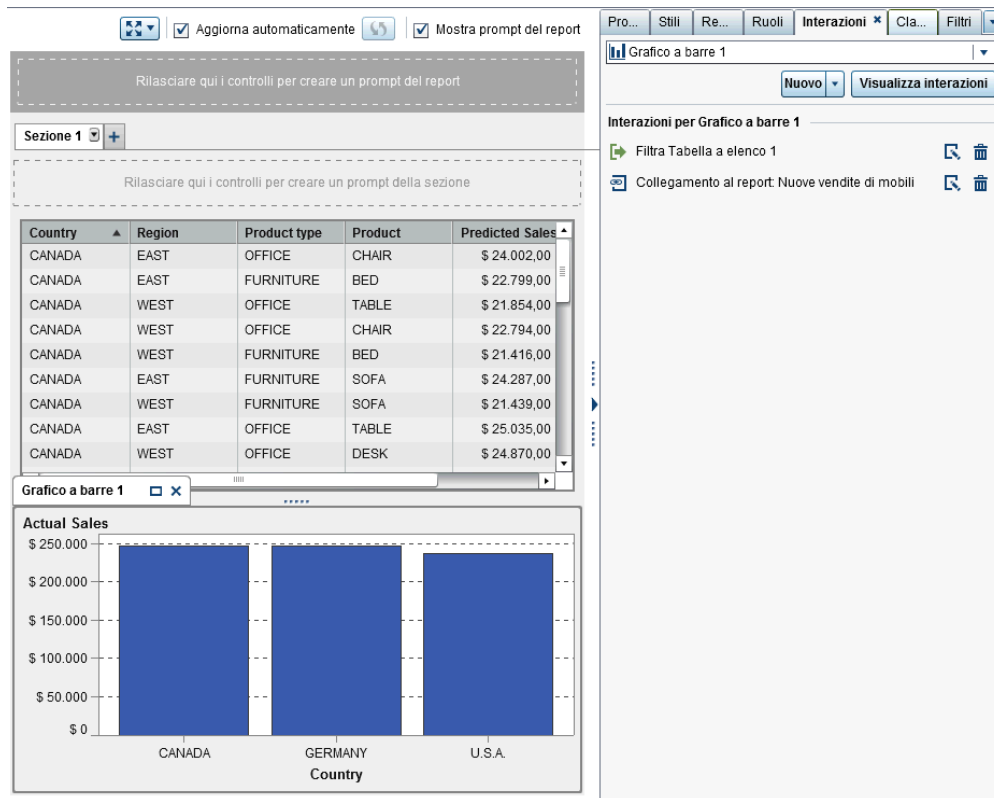 Aggiorna automaticamente
Mostra prompt del report
Rilasciare qui i controlli per creare un prompt del report
Sezione 1
Rilasciare qui i controlli per creare un prompt della sezione
Country Region Product type Product Predicted Sales
CANADA EAST OFFICE CHAIR $ 24.002,00
CANADA EAST FURNITURE BED $ 22.799,00
CANADA WEST OFFICE TABLE $ 21.854,00
CANADA WEST OFFICE CHAIR $ 22.794,00
CANADA WEST FURNITURE BED $ 21.416,00
CANADA EAST FURNITURE SOFA $ 24.287,00
CANADA WEST FURNITURE SOFA $ 21.439,00
CANADA EAST OFFICE TABLE $ 25.035,00
CANADA WEST OFFICE DESK $ 24.870,00
Grafico a barre 1
Actual Sales
$ 250.000
$ 200.000
$ 150.000
$ 100.000
$ 50.000
$ 0
CANADA GERMANY U.S.A.
Country
Pro... Stili Re... Ruoli Interazioni Cla... Filtri
Grafico a barre 1
Nuovo Visualizza interazioni
Interazioni per Grafico a barre 1
Filtra Tabella a elenco 1
Collegamento al report: Nuove vendite di mobili